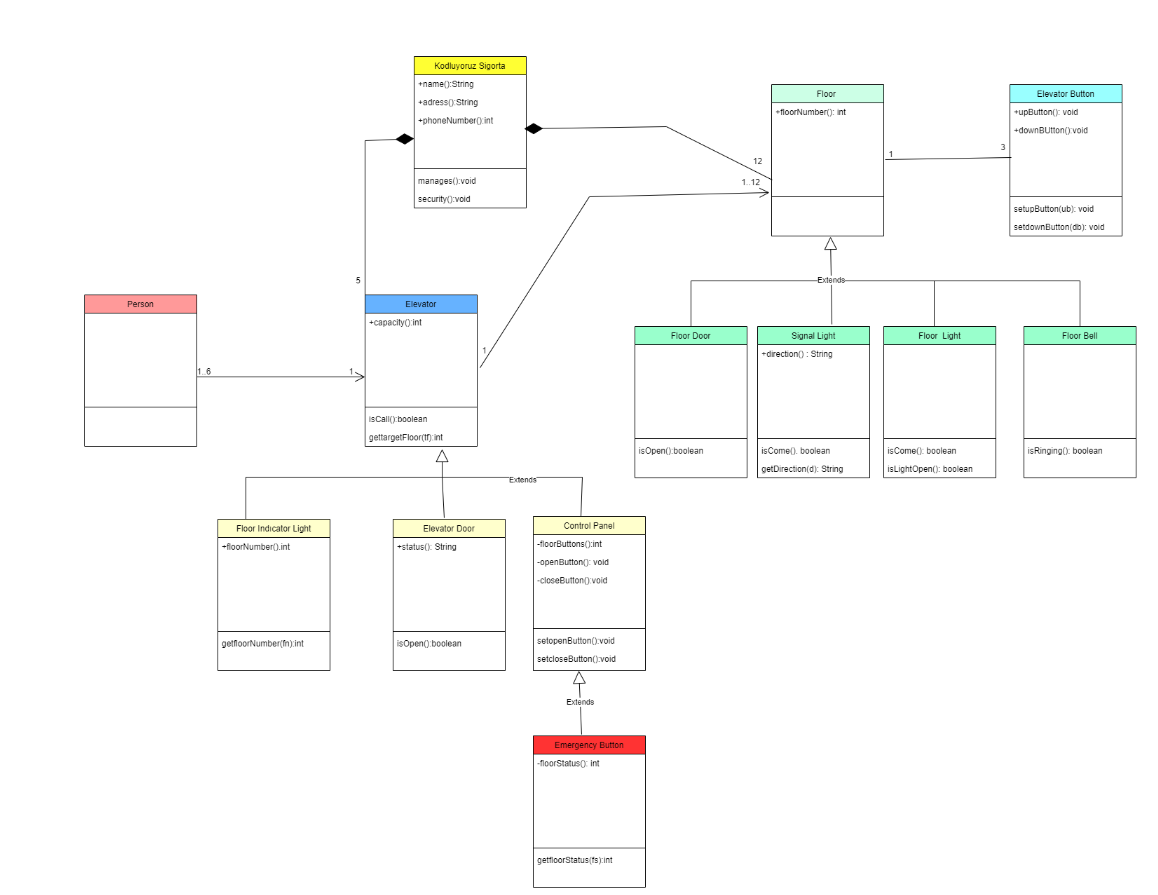 Kodluyoruz Sigorta
+name():String
+adress():String
+phoneNumber():int
manages():void
security():void
Floor
+floorNumber(): int
Elevator Button
+upButton(): void
+downBUtton():void
setupButton(ub): void
setdownButton(db): void
12
1..12
1
3
5
1
Person
1..6
1
Elevator
+capacity():int
isCall():boolean
gettargetFloor(tf):int
Extends
Floor Door
isOpen():boolean
Signal Light
+direction() : String
isCome(). boolean
getDirection(d): String
Floor Light
isCome(): boolean
isLightOpen(): boolean
Floor Bell
isRinging(): boolean
Extends
Floor Indicator Light
+floorNumber().int
getfloorNumber(fn):int
Elevator Door
+status(): String
isOpen():boolean
Control Panel
-floorButtons():int
-openButton(): void
-closeButton():void
setopenButton():void
setcloseButton():void
Extends
Emergency Button
-floorStatus(): int
getfloorStatus(fs):int